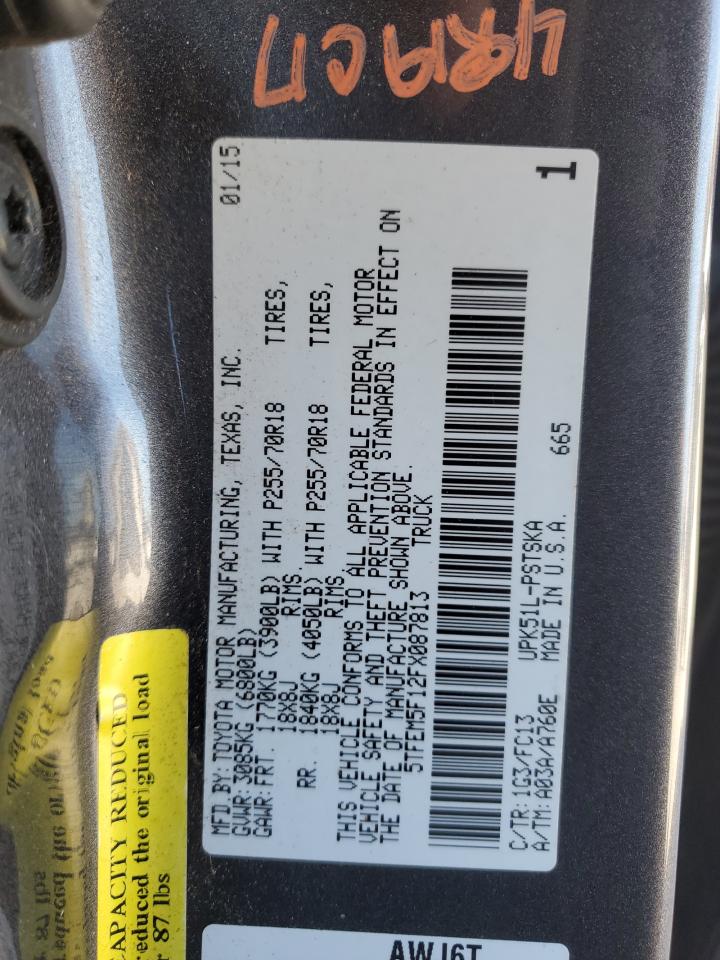 MFD.BY:TOYOTA MOTOR MANUFACTURING, TEXAS, INC. 01/15
GVWR:3085KG (6800LB)
GAWR:FRT. 1770KG (3900LB) WITH P255/70R18 TIRES,
18X8J RIMS
RR. 1840KG (4050LB) WITH P255/70R18 TIRES,
18X8J RIMS
THIS VEHICLE CONFORMS TO ALL APPLICABLE FEDERAL MOTOR
VEHICLE SAFETY AND THEFT PREVENTION STANDARDS IN EFFECT ON
THE DATE OF MANUFACTURE SHOWN ABOVE.
5TFEM5F12FX087813 TRUCK
C/TR:1G3/FC13 UPK51L-PSTSKA
A/TM:A03A/A760E MADE IN U.S.A. 665
1
CAPACITY REDUCED
reduced the original load
87 lbs
AWJ6T